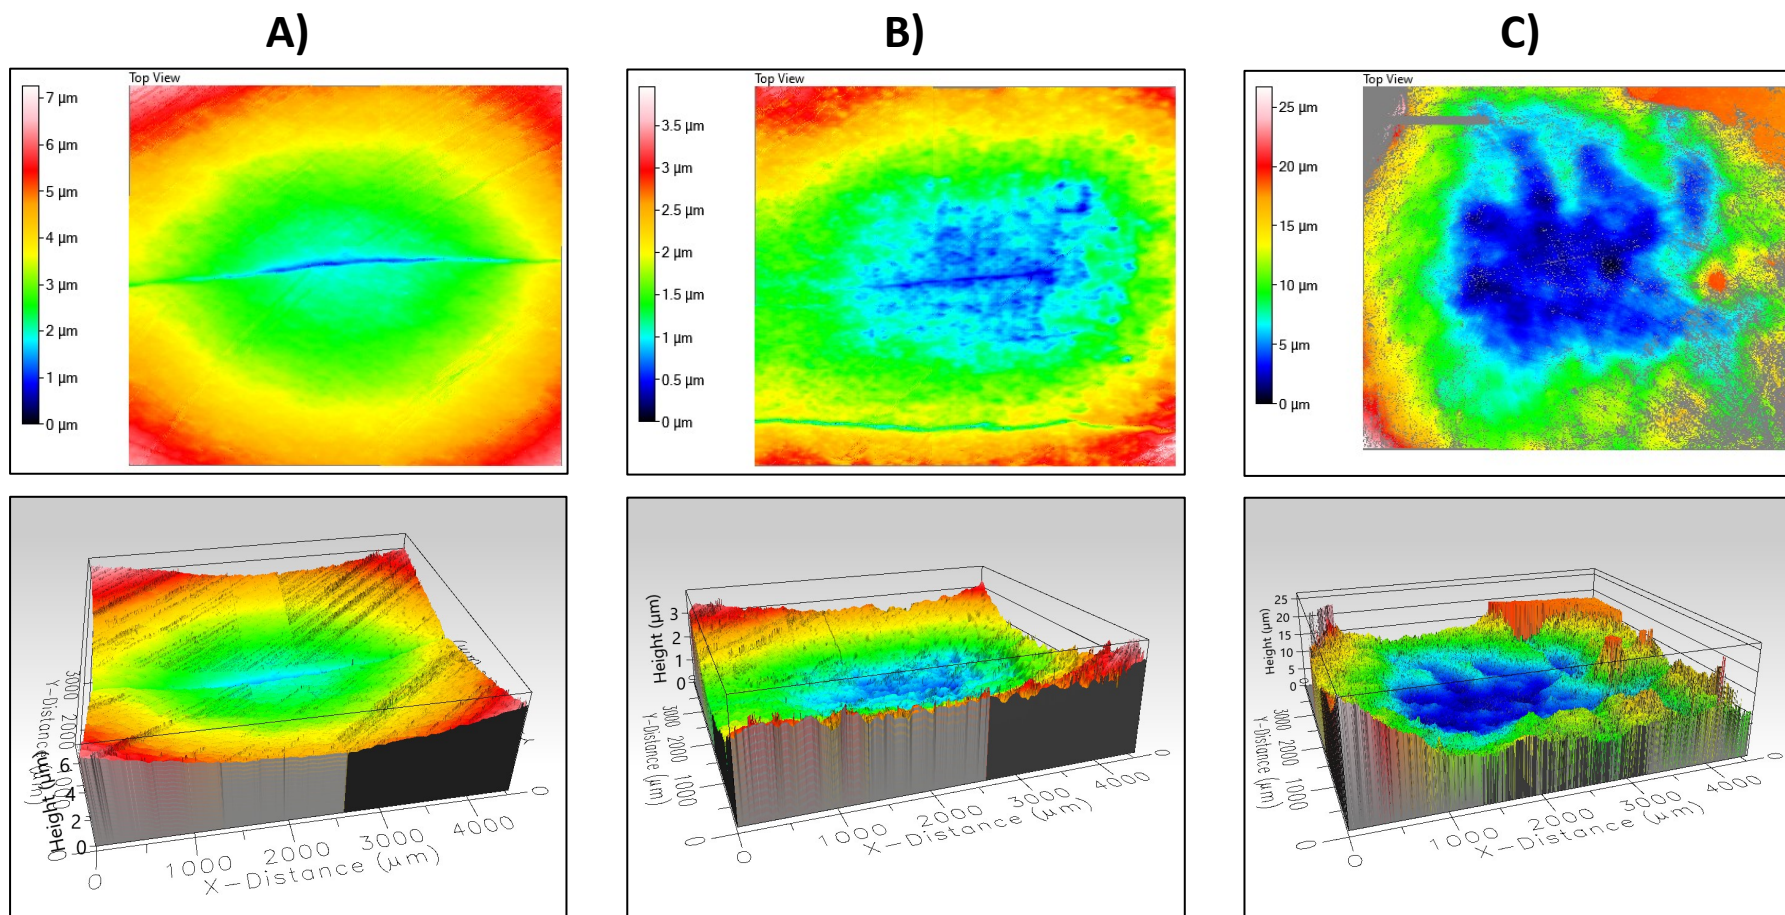 A)
B)
C)
Top View
7 µm
6 µm
5 µm
4 µm
3 µm
2 µm
1 µm
0 µm
Top View
3.5 µm
3 µm
2.5 µm
2 µm
1.5 µm
1 µm
0.5 µm
0 µm
Top View
25 µm
20 µm
15 µm
10 µm
5 µm
0 µm
Height (µm)
6
4
2
0
Y-Distance
3000
2000
0
0
1000
2000
3000
4000
0
X-Distance (µm)
Height (µm)
3
2
1
0
Y-Distance (µm)
3000
2000
1000
0
0
1000
2000
3000
4000
0
X-Distance (µm)
Height (µm)
25
20
15
10
5
0
Y-Distance (µm)
3000
2000
1000
0
0
1000
2000
3000
4000
0
X-Distance (µm)